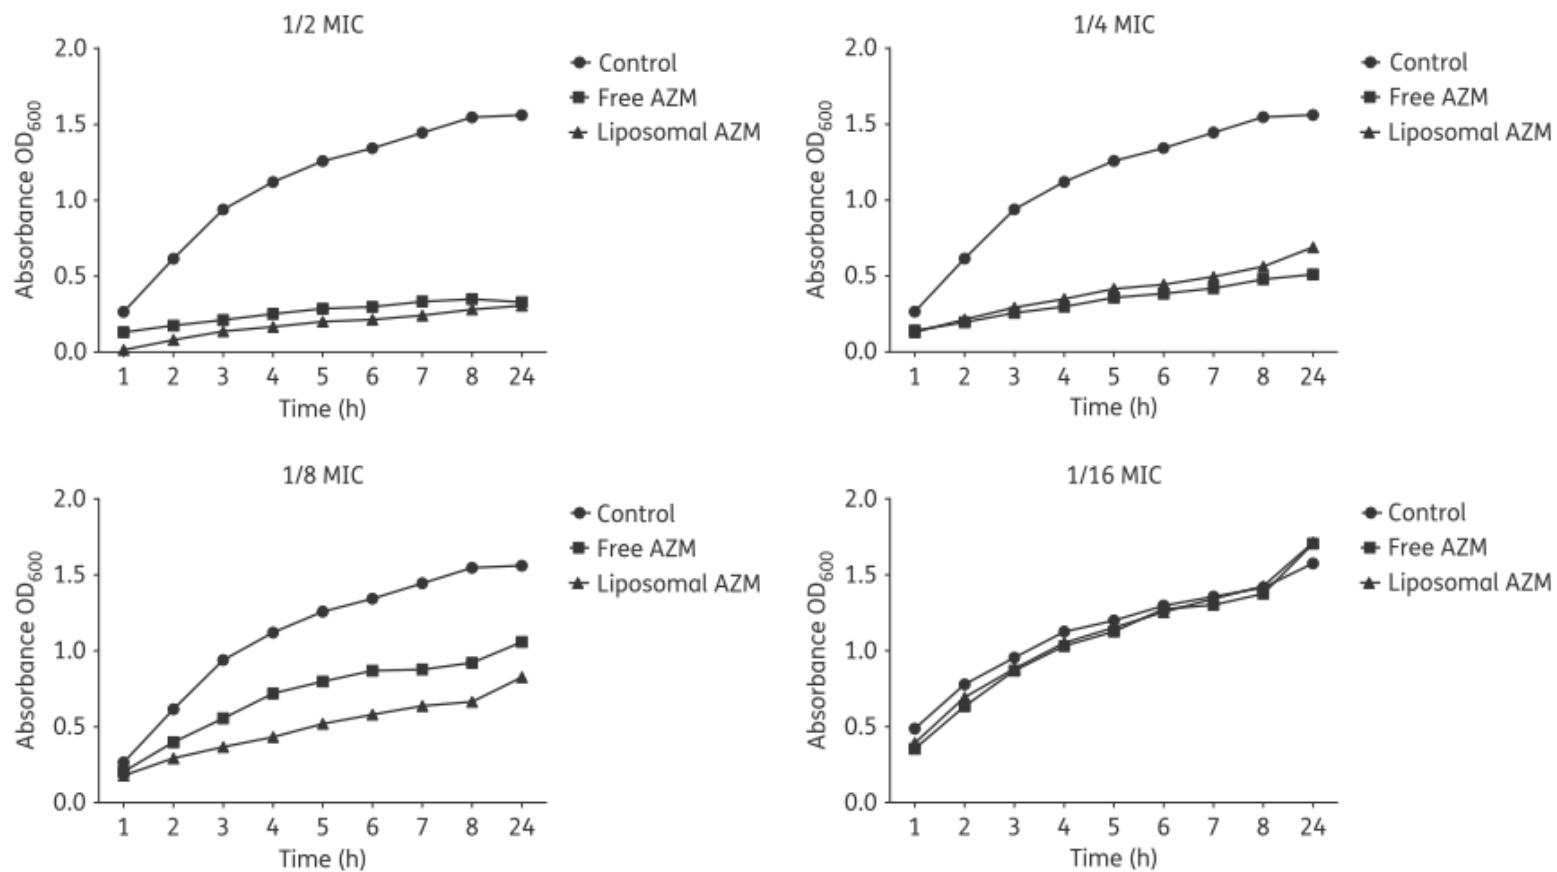 1/2 MIC
2.0
1.5
1.0
0.5
0.0
Absorbance OD600
1 2 3 4 5 6 7 8 24
Time (h)
Control
Free AZM
Liposomal AZM
1/4 MIC
2.0
1.5
1.0
0.5
0.0
Absorbance OD600
1 2 3 4 5 6 7 8 24
Time (h)
Control
Free AZM
Liposomal AZM
1/8 MIC
2.0
1.5
1.0
0.5
0.0
Absorbance OD600
1 2 3 4 5 6 7 8 24
Time (h)
Control
Free AZM
Liposomal AZM
1/16 MIC
2.0
1.5
1.0
0.5
0.0
Absorbance OD600
1 2 3 4 5 6 7 8 24
Time (h)
Control
Free AZM
Liposomal AZM